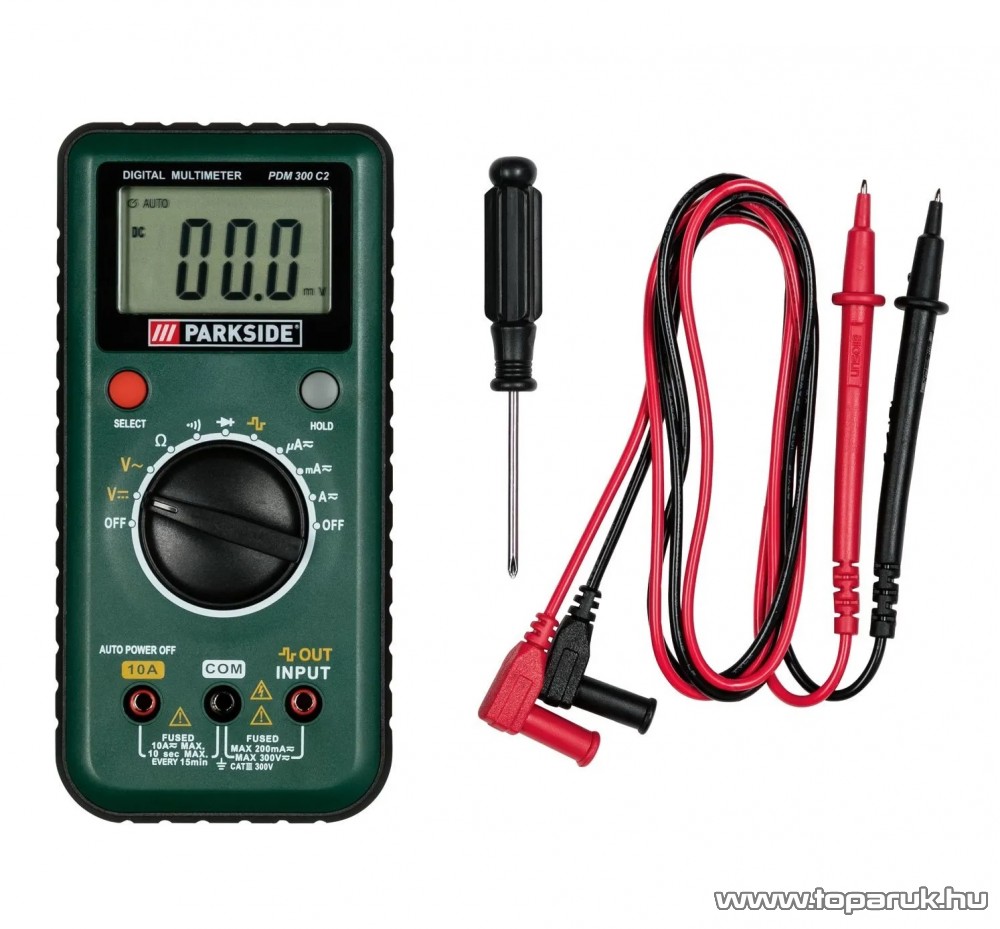 DIGITAL MULTIMETER PDM 300 C2
AUTO
DC
00.0 m V
PARKSIDE®
SELECT
HOLD
Ω
μA
V~
mA
V
A
OFF
OFF
AUTO POWER OFF
OUT
10A
COM
INPUT
FUSED
10A MAX.
10 sec MAX.
EVERY 15min
FUSED
MAX 200mA
MAX 300V
CAT III 300V
www.toparuk.hu